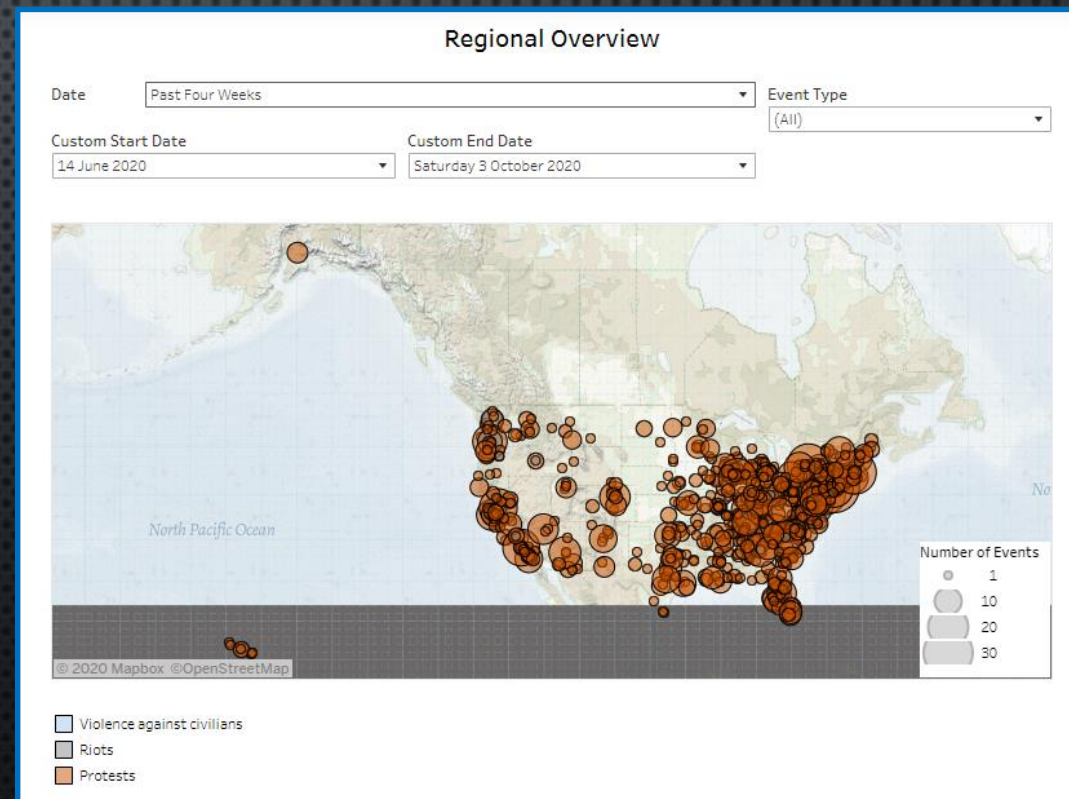 Regional Overview
Date
Past Four Weeks
Event Type
(All)
Custom Start Date
Custom End Date
14 June 2020
Saturday 3 October 2020
North Pacific Ocean
No
Number of Events
1
10
20
30
© 2020 Mapbox ©OpenStreetMap
Violence against civilians
Riots
Protests